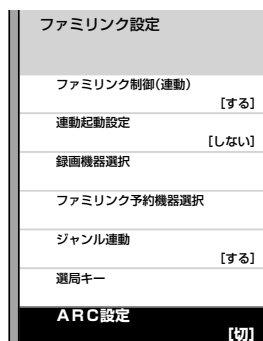 ファミリンク設定
ファミリンク制御(連動)
[する]
連動起動設定
[しない]
録画機器選択
ファミリンク予約機器選択
ジャンル連動
[する]
選局キー
ARC設定
[切]